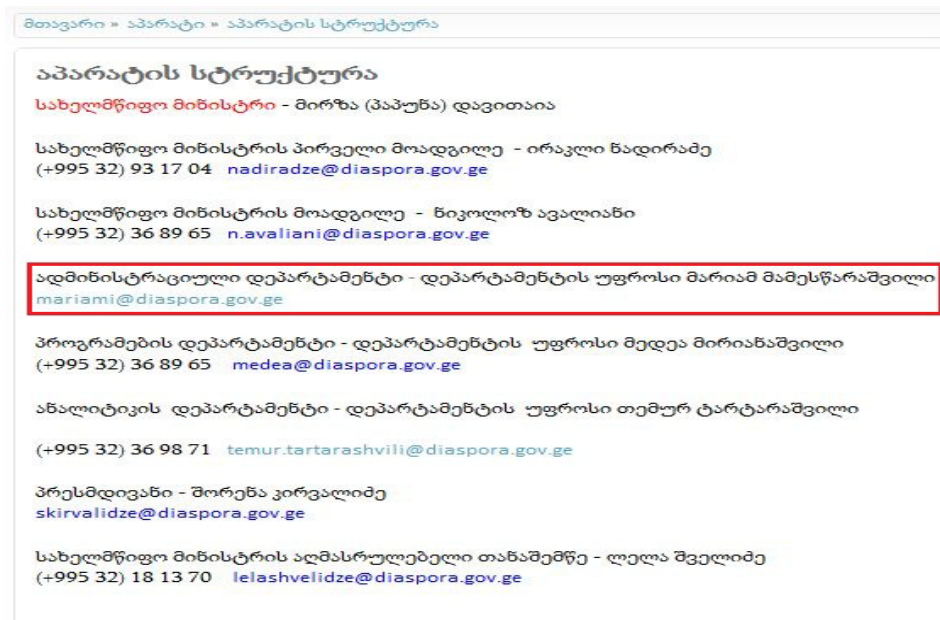 მთავარი » აპარატი » აპარატის სტრუქტურა
აპარატის სტრუქტურა
სახელმწიფო მინისტრი - მირზა (პაპუნა) დავითაია
სახელმწიფო მინისტრის პირველი მოადგილე - ირაკლი ნადირაძე
(+995 32) 93 17 04 nadiradze@diaspora.gov.ge
სახელმწიფო მინისტრის მოადგილე - ნიკოლოზ ავალიანი
(+995 32) 36 89 65 n.avaliani@diaspora.gov.ge
ადმინისტრაციული დეპარტამენტი - დეპარტამენტის უფროსი მარიამ მამესწარაშვილი
mariami@diaspora.gov.ge
პროგრამების დეპარტამენტი - დეპარტამენტის უფროსი მედეა მირიანაშვილი
(+995 32) 36 89 65 medea@diaspora.gov.ge
ანალიტიკის დეპარტამენტი - დეპარტამენტის უფროსი თემურ ტარტარაშვილი
(+995 32) 36 98 71 temur.tartarashvili@diaspora.gov.ge
პრესმდივანი - შორენა კირვალიძე
skirvalidze@diaspora.gov.ge
სახელმწიფო მინისტრის აღმასრულებელი თანაშემწე - ლელა შველიძე
(+995 32) 18 13 70 lelashvelidze@diaspora.gov.ge